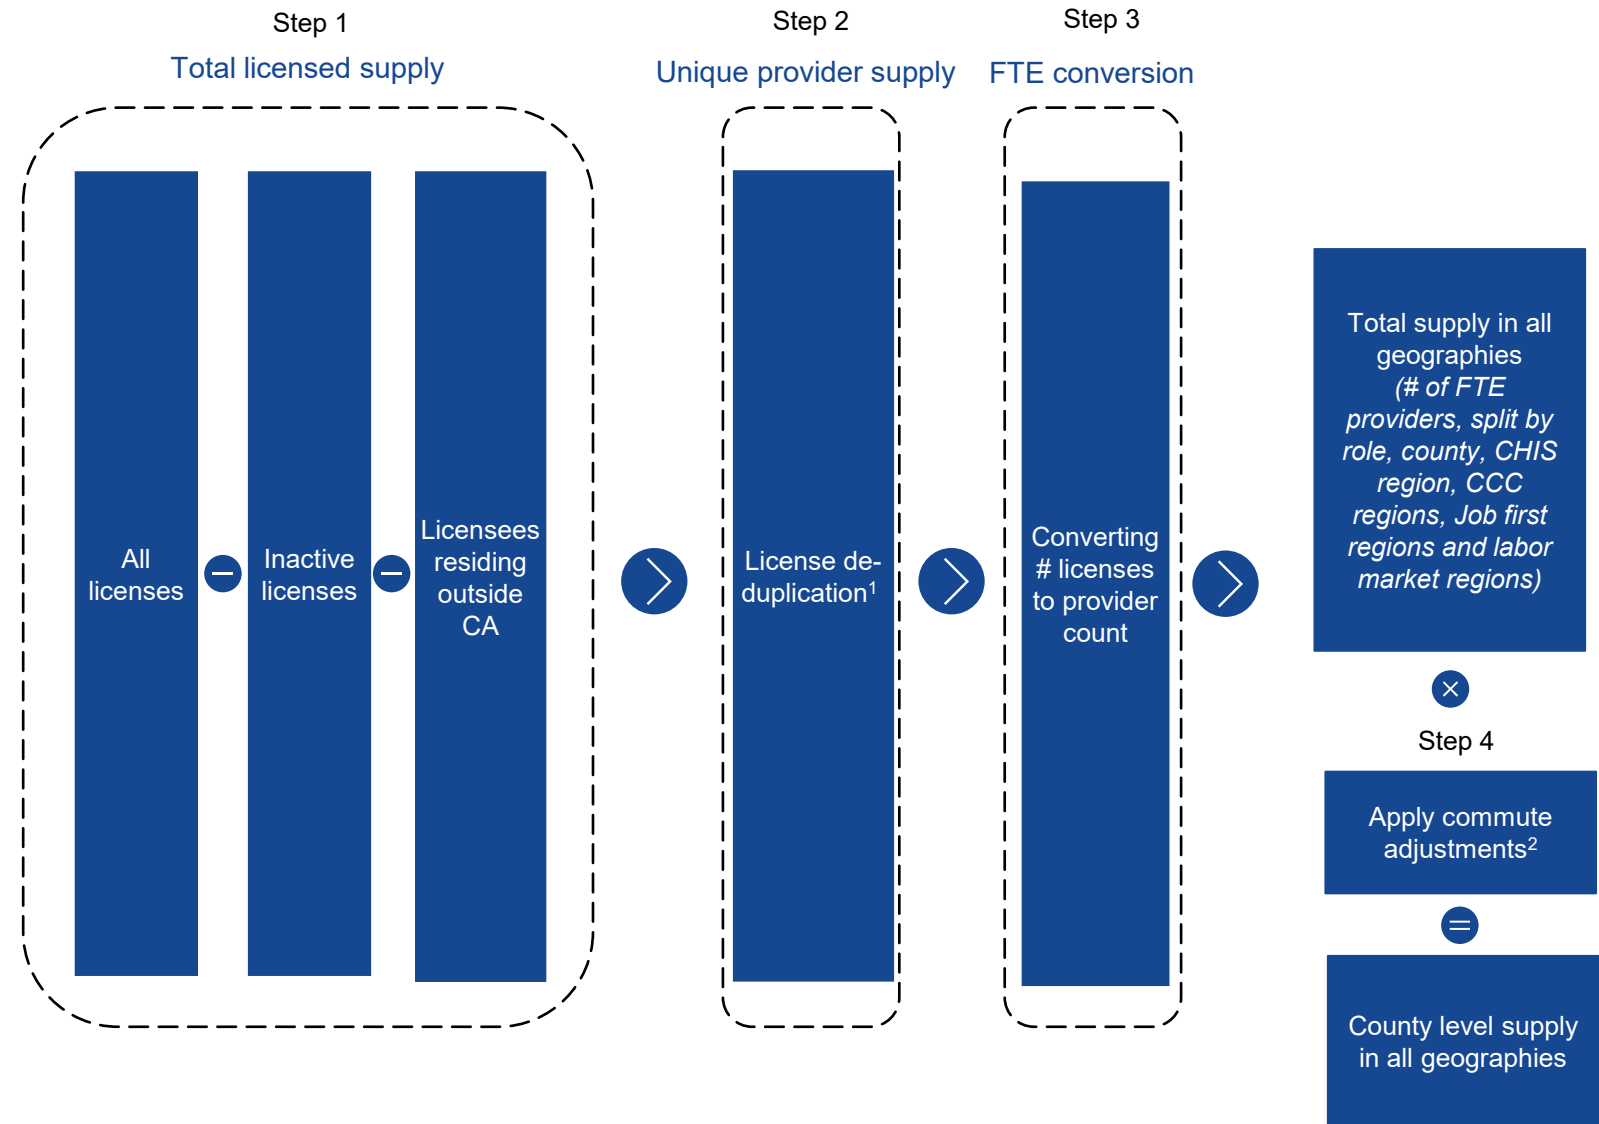 Step 1
Total licensed supply
All
licenses
Inactive
licenses
Licensees
residing
outside
CA
Step 2
Unique provider supply
License de-
duplication1
Step 3
FTE conversion
Converting
# licenses
to provider
count
Total supply in all
geographies
(# of FTE
providers, split by
role, county, CHIS
region, CCC
regions, Job first
regions and labor
market regions)
Step 4
Apply commute
adjustments2
County level supply
in all geographies